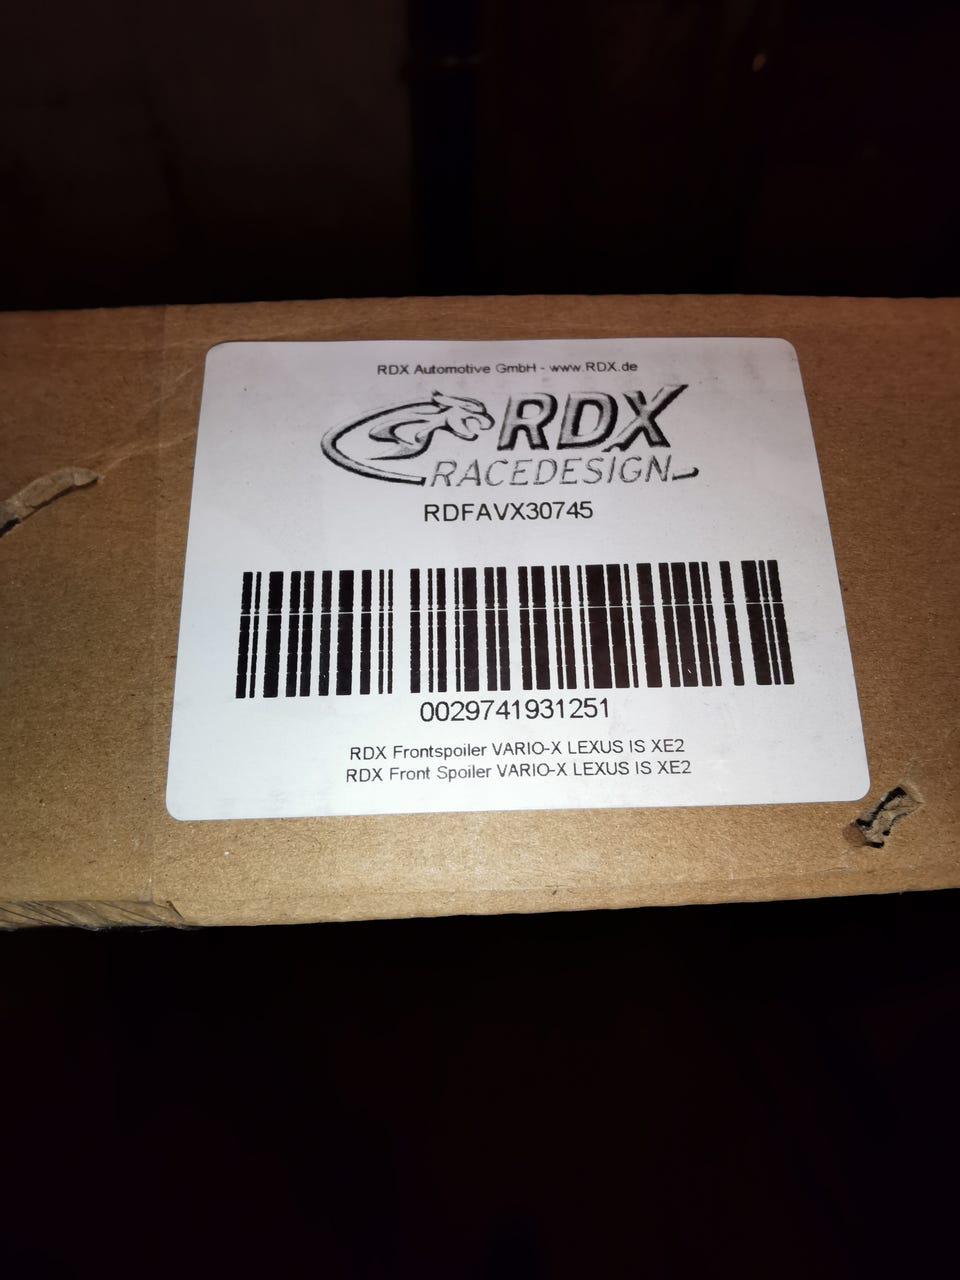 RDX Automotive GmbH - www.RDX.de
RDX
RACEDESIGN
RDFAVX30745
0029741931251
RDX Frontspoiler VARIO-X LEXUS IS XE2
RDX Front Spoiler VARIO-X LEXUS IS XE2